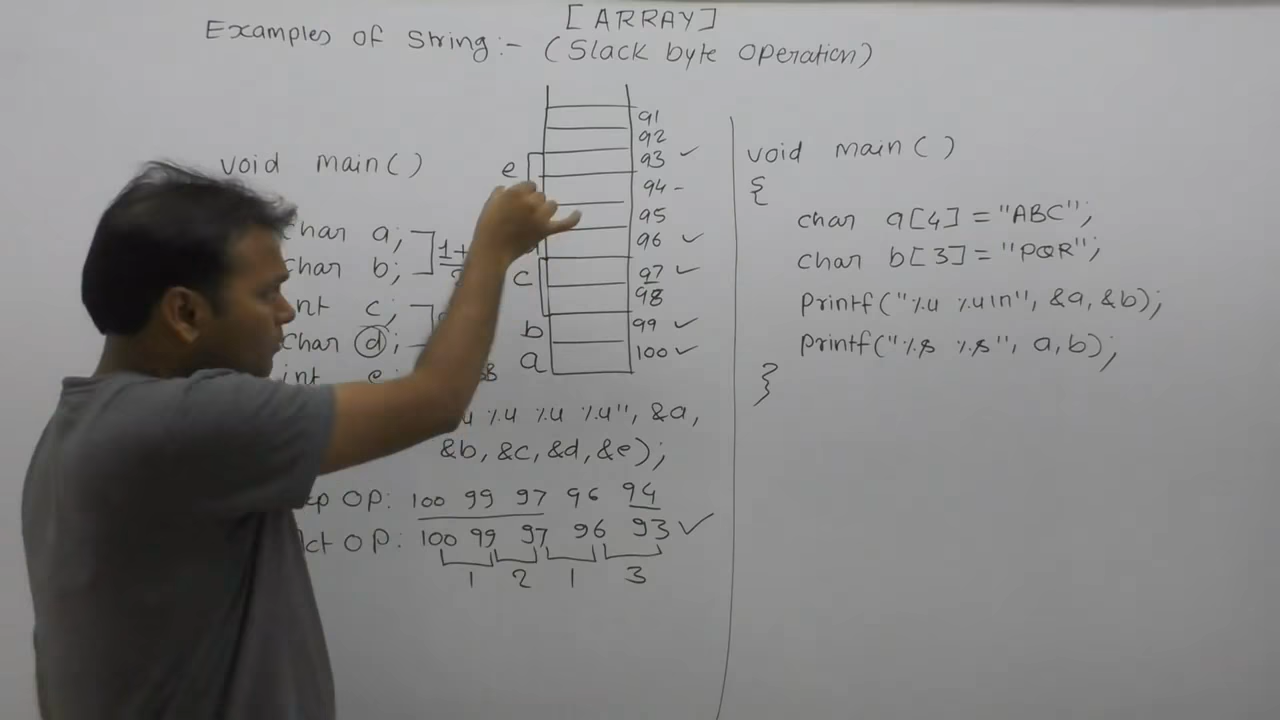 [ARRAY]
Examples of String:- (Slack byte operation)
void main()
char a;
char b;
int c;
char d;
int e;
1+
%u %u %u", &a,
&b, &c, &d, &e);
OP: 100 99 97 96 94
Act OP: 100 99 97 96 93 ✓
1 2 1 3
91
92
e 93 ✓
94 -
95
96 ✓
c 97 ✓
98
b 99 ✓
a 100 ✓
void main()
{
char a[4]="ABC";
char b[3]="PQR";
printf("%u %u\n", &a, &b);
printf("%s %s", a, b);
}